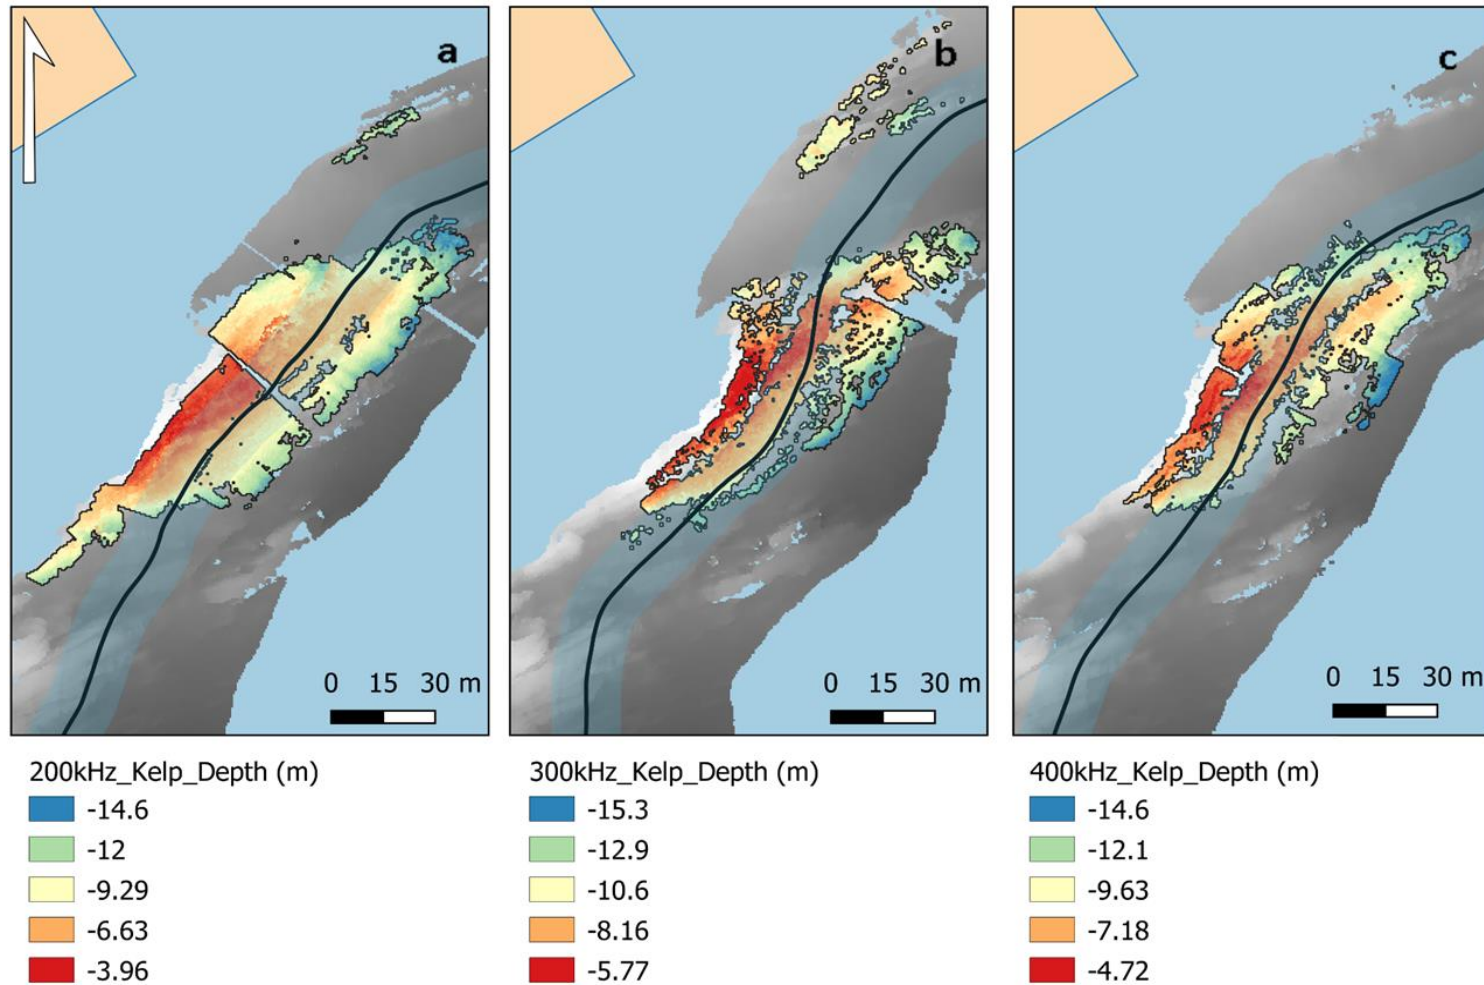 a
b
c
0 15 30 m
0 15 30 m
0 15 30 m
200kHz_Kelp_Depth (m)
-14.6
-12
-9.29
-6.63
-3.96
300kHz_Kelp_Depth (m)
-15.3
-12.9
-10.6
-8.16
-5.77
400kHz_Kelp_Depth (m)
-14.6
-12.1
-9.63
-7.18
-4.72